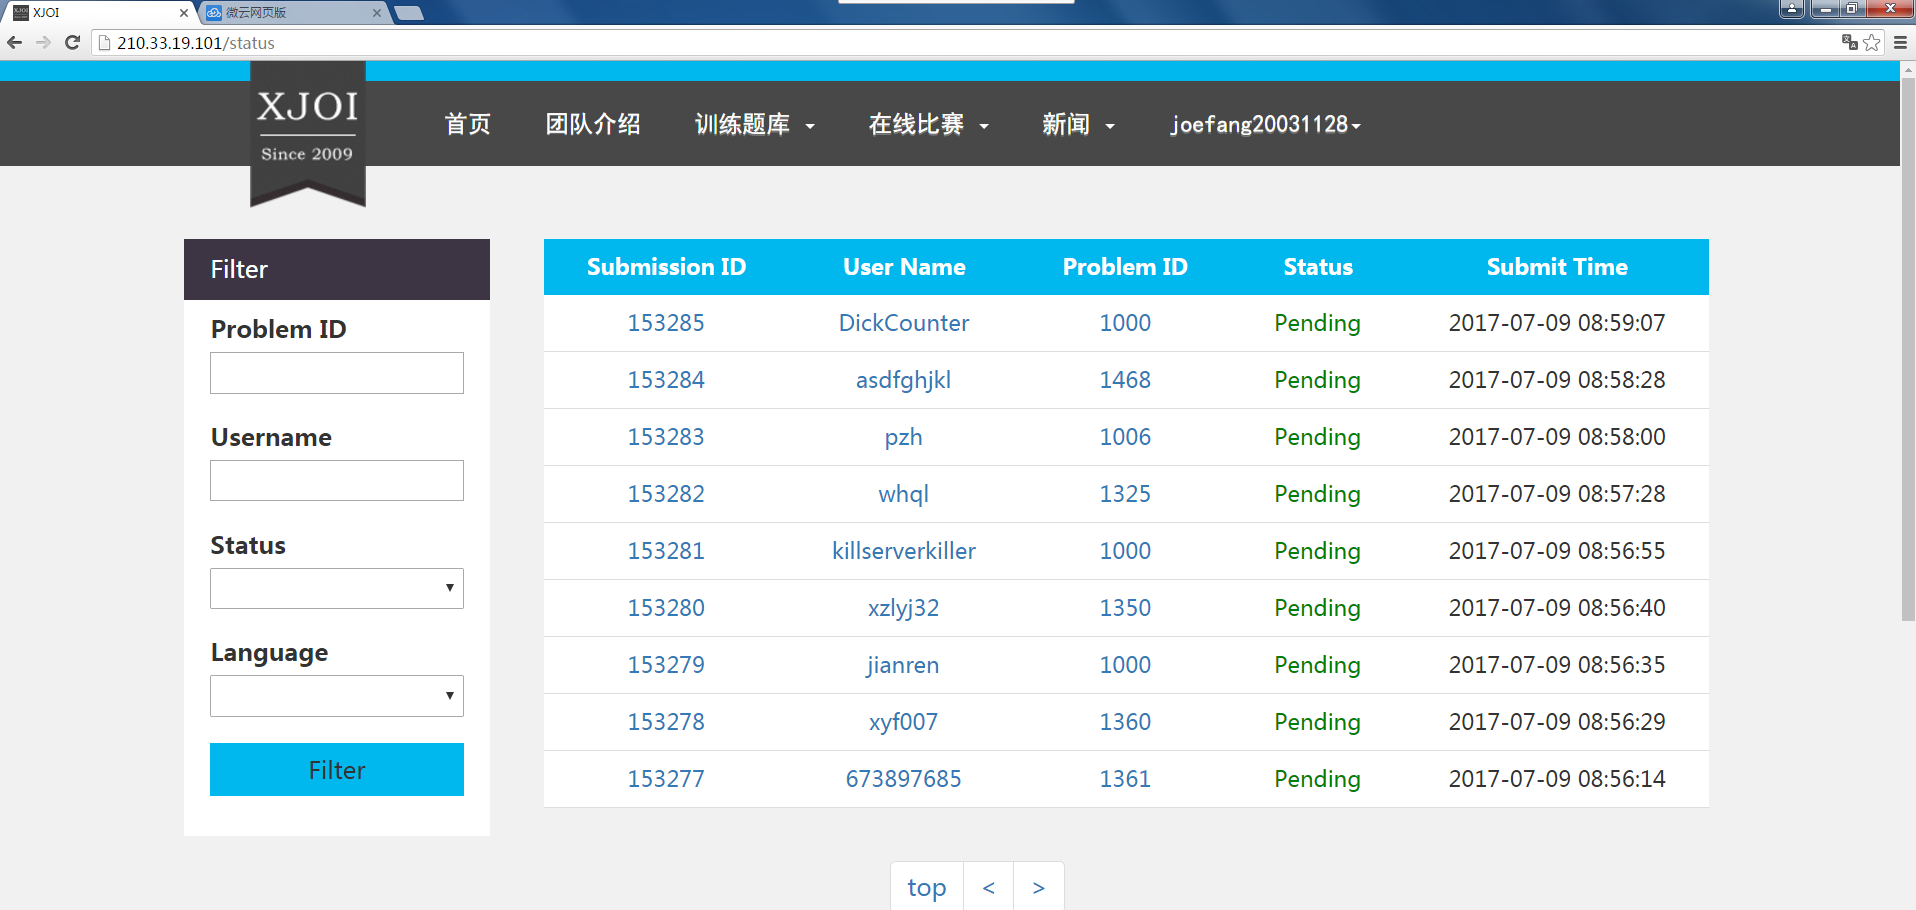 XJOI
微云网页版
210.33.19.101/status
XJOI
Since 2009
首页 团队介绍 训练题库 在线比赛 新闻 joefang20031128
Filter
Problem ID
Username
Status
Language
Filter
Submission ID User Name Problem ID Status Submit Time
153285 DickCounter 1000 Pending 2017-07-09 08:59:07
153284 asdfghjkl 1468 Pending 2017-07-09 08:58:28
153283 pzh 1006 Pending 2017-07-09 08:58:00
153282 whql 1325 Pending 2017-07-09 08:57:28
153281 killserverkiller 1000 Pending 2017-07-09 08:56:55
153280 xzlyj32 1350 Pending 2017-07-09 08:56:40
153279 jianren 1000 Pending 2017-07-09 08:56:35
153278 xyf007 1360 Pending 2017-07-09 08:56:29
153277 673897685 1361 Pending 2017-07-09 08:56:14
top < >